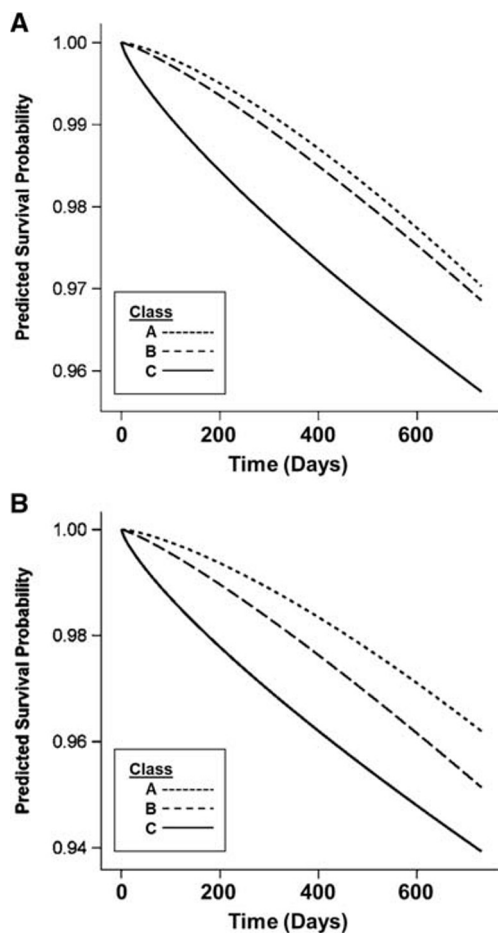 A
Predicted Survival Probability
1.00
0.99
0.98
0.97
0.96
Class
A
B
C
0 200 400 600
Time (Days)
B
Predicted Survival Probability
1.00
0.98
0.96
0.94
Class
A
B
C
0 200 400 600
Time (Days)